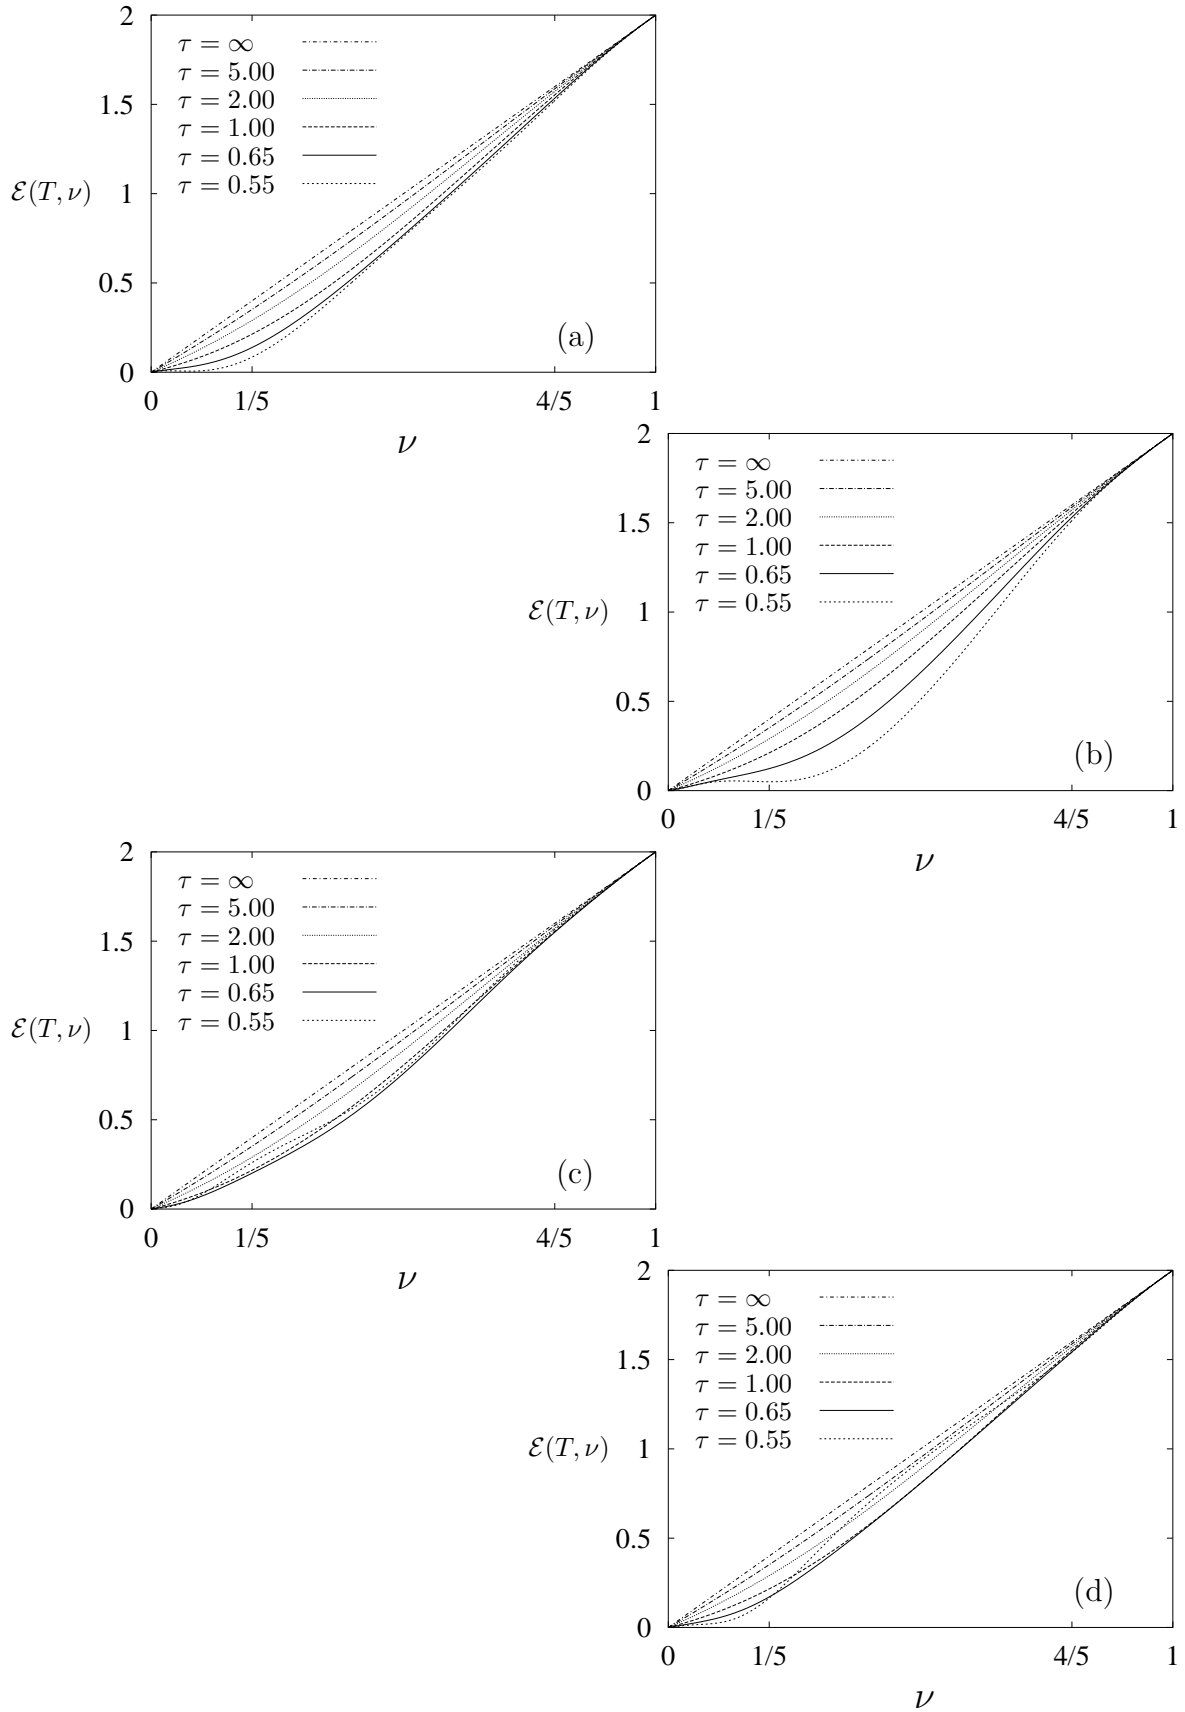 2
τ = ∞
τ = 5.00
1.5
τ = 2.00
τ = 1.00
τ = 0.65
τ = 0.55
ℰ(T, ν) 1
0.5
(a)
0
0 1/5 4/5 1
ν
2
τ = ∞
τ = 5.00
1.5
τ = 2.00
τ = 1.00
τ = 0.65
τ = 0.55
ℰ(T, ν) 1
0.5
(b)
0
0 1/5 4/5 1
ν
2
τ = ∞
τ = 5.00
1.5
τ = 2.00
τ = 1.00
τ = 0.65
τ = 0.55
ℰ(T, ν) 1
0.5
(c)
0
0 1/5 4/5 1
ν
2
τ = ∞
τ = 5.00
1.5
τ = 2.00
τ = 1.00
τ = 0.65
τ = 0.55
ℰ(T, ν) 1
0.5
(d)
0
0 1/5 4/5 1
ν